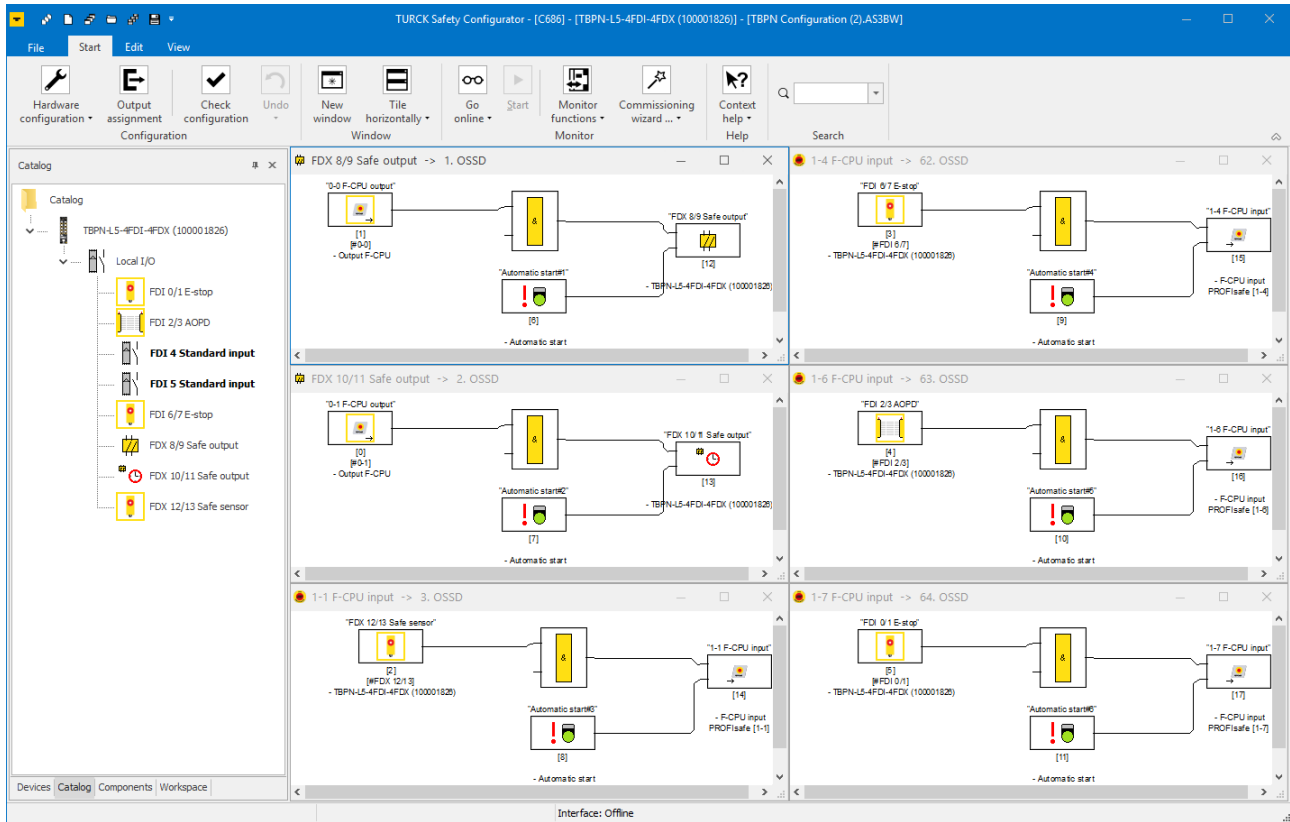 TURCK Safety Configurator - [C686] - [TBPN-L5-4FDI-4FDX (100001826)] - [TBPN Configuration (2).AS3BW]
File Start Edit View
Hardware configuration
Output assignment
Check configuration
Undo
New window
Tile horizontally
Go online
Start
Monitor functions
Commissioning wizard ...
Context help
Configuration
Window
Monitor
Help
Search
Catalog
Catalog
TBPN-L5-4FDI-4FDX (100001826)
Local I/O
FDI 0/1 E-stop
FDI 2/3 AOPD
FDI 4 Standard input
FDI 5 Standard input
FDI 6/7 E-stop
FDX 8/9 Safe output
FDX 10/11 Safe output
FDX 12/13 Safe sensor
Devices Catalog Components Workspace
FDX 8/9 Safe output -> 1. OSSD
"0-0 F-CPU output"
[1]
[#0-0]
- Output F-CPU
&
"FDX 8/9 Safe output"
[12]
- TBPN-L5-4FDI-4FDX (100001826)
"Automatic start#1"
[6]
- Automatic start
1-4 F-CPU input -> 62. OSSD
"FDI 6/7 E-stop"
[3]
[#FDI 6/7]
- TBPN-L5-4FDI-4FDX (100001826)
&
"1-4 F-CPU input"
[15]
- F-CPU input
PROFIsafe [1-4]
"Automatic start#4"
[9]
- Automatic start
FDX 10/11 Safe output -> 2. OSSD
"0-1 F-CPU output"
[0]
[#0-1]
- Output F-CPU
&
"FDX 10/11 Safe output"
[13]
- TBPN-L5-4FDI-4FDX (100001826)
"Automatic start#2"
[7]
- Automatic start
1-6 F-CPU input -> 63. OSSD
"FDI 2/3 AOPD"
[4]
[#FDI 2/3]
- TBPN-L5-4FDI-4FDX (100001826)
&
"1-6 F-CPU input"
[16]
- F-CPU input
PROFIsafe [1-6]
"Automatic start#5"
[10]
- Automatic start
1-1 F-CPU input -> 3. OSSD
"FDX 12/13 Safe sensor"
[2]
[#FDX 12/13]
- TBPN-L5-4FDI-4FDX (100001826)
&
"1-1 F-CPU input"
[14]
- F-CPU input
PROFIsafe [1-1]
"Automatic start#3"
[8]
- Automatic start
1-7 F-CPU input -> 64. OSSD
"FDI 0/1 E-stop"
[5]
[#FDI 0/1]
- TBPN-L5-4FDI-4FDX (100001826)
&
"1-7 F-CPU input"
[17]
- F-CPU input
PROFIsafe [1-7]
"Automatic start#6"
[11]
- Automatic start
Interface: Offline